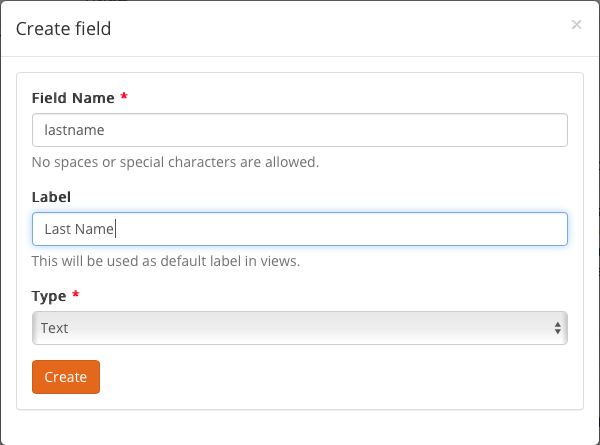 Create field
×
Field Name *
lastname
No spaces or special characters are allowed.
Label
Last Name
This will be used as default label in views.
Type *
Text
Create